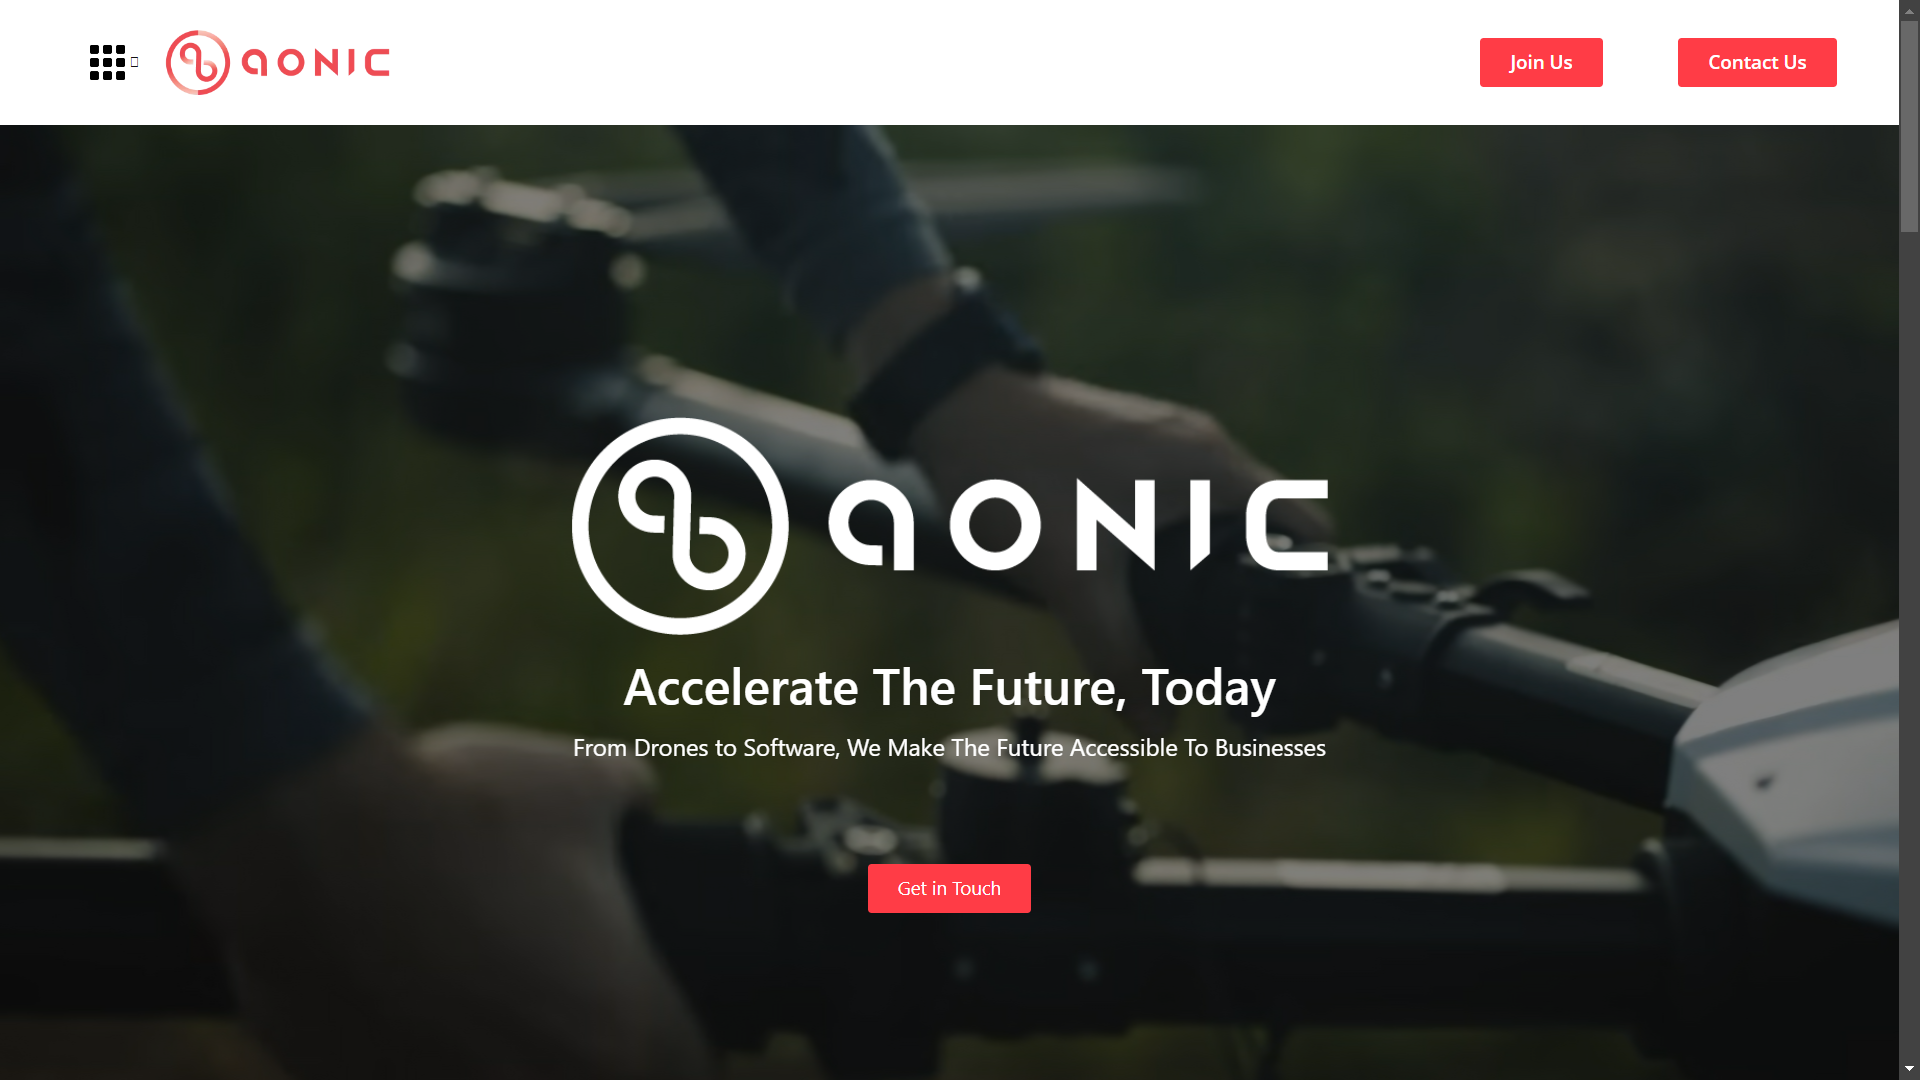 aonic
Join Us
Contact Us
aonic
Accelerate The Future, Today
From Drones to Software, We Make The Future Accessible To Businesses
Get in Touch